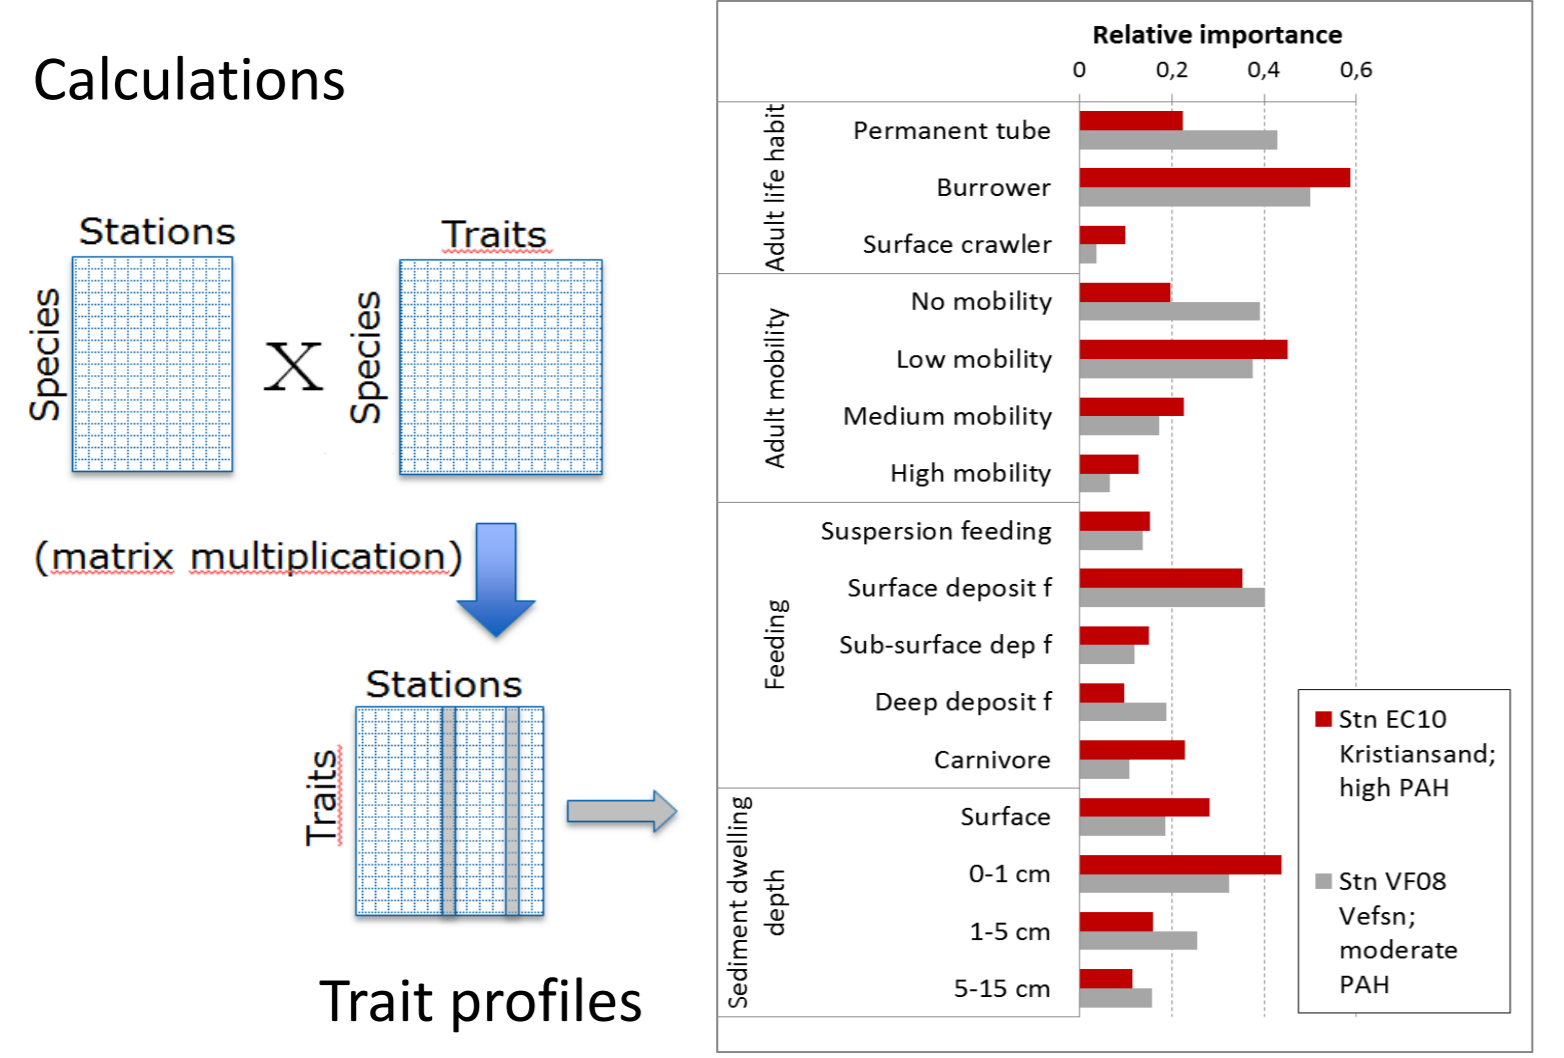 Calculations
Stations
Traits
Species
X
Species
(matrix multiplication)
Stations
Traits
Trait profiles
Relative importance
0 0,2 0,4 0,6
Adult life habit
Permanent tube
Burrower
Surface crawler
Adult mobility
No mobility
Low mobility
Medium mobility
High mobility
Feeding
Suspension feeding
Surface deposit f
Sub-surface dep f
Deep deposit f
Carnivore
Sediment dwelling
depth
Surface
0-1 cm
1-5 cm
5-15 cm
Stn EC10
Kristiansand;
high PAH
Stn VF08
Vefsn;
moderate
PAH